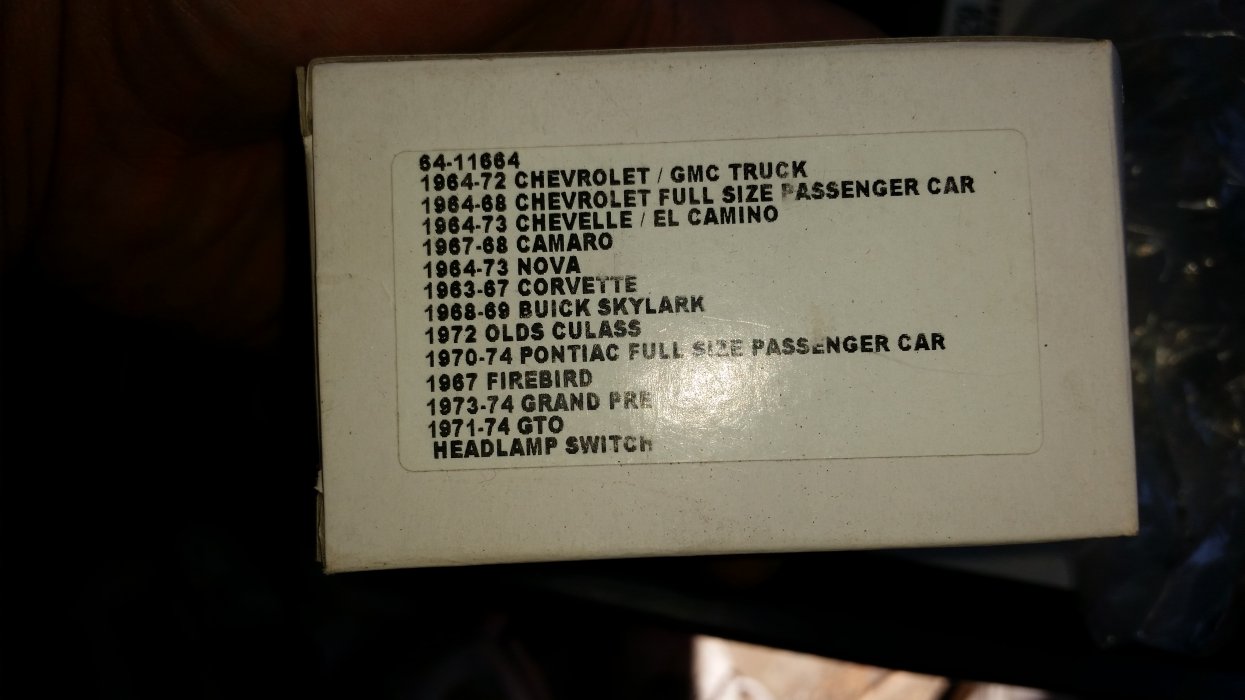 64-11664
1964-72 CHEVROLET / GMC TRUCK
1964-68 CHEVROLET FULL SIZE PASSENGER CAR
1964-73 CHEVELLE / EL CAMINO
1967-68 CAMARO
1964-73 NOVA
1963-67 CORVETTE
1968-69 BUICK SKYLARK
1972 OLDS CULASS
1970-74 PONTIAC FULL SIZE PASSENGER CAR
1967 FIREBIRD
1973-74 GRAND PRE
1971-74 GTO
HEADLAMP SWITCH